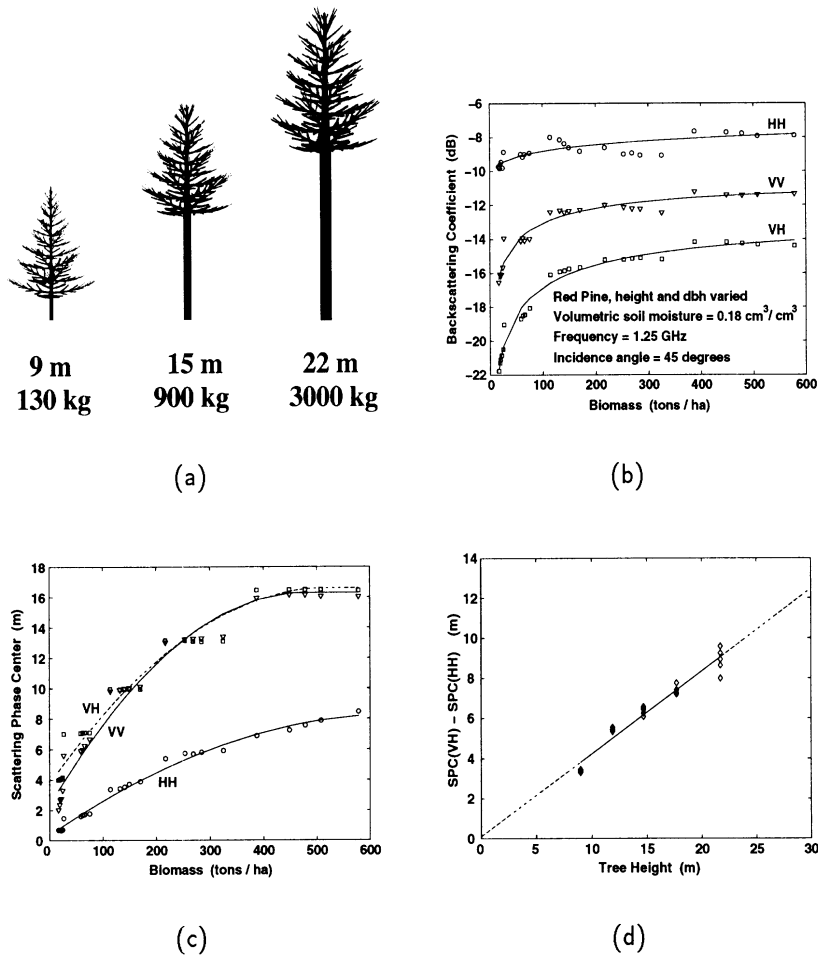 9 m
130 kg
15 m
900 kg
22 m
3000 kg
(a)
Backscattering Coefficient (dB)
−6
−8
−10
−12
−14
−16
−18
−20
−22
HH
VV
VH
Red Pine, height and dbh varied
Volumetric soil moisture = 0.18 cm³/ cm³
Frequency = 1.25 GHz
Incidence angle = 45 degrees
0 100 200 300 400 500 600
Biomass (tons / ha)
(b)
Scattering Phase Center (m)
18
16
14
12
10
8
6
4
2
0
VH
VV
HH
0 100 200 300 400 500 600
Biomass (tons / ha)
(c)
SPC(VH) − SPC(HH) (m)
14
12
10
8
6
4
2
0
0 5 10 15 20 25 30
Tree Height (m)
(d)